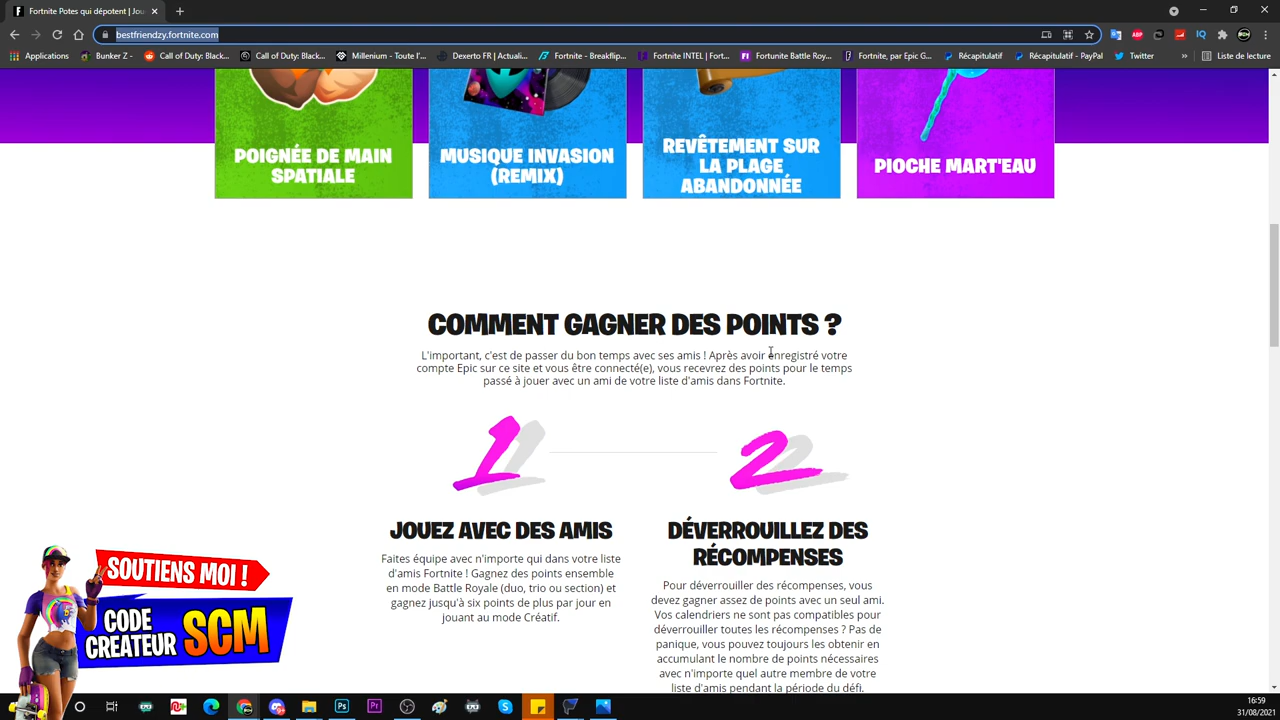 Fortnite Potes qui dépotent | Jou
bestfriendzy.fortnite.com
Applications
Bunker Z -
Call of Duty: Black...
Call of Duty: Black...
Millenium - Toute l'...
Dexerto FR | Actuali...
Fortnite - Breakflip...
Fortnite INTEL | Fort...
Fortunite Battle Roy...
Fortnite, par Epic G...
Récapitulatif
Récapitulatif - PayPal
Twitter
»
Liste de lecture
POIGNÉE DE MAIN
SPATIALE
MUSIQUE INVASION
(REMIX)
REVÊTEMENT SUR
LA PLAGE
ABANDONNÉE
PIOCHE MART'EAU
COMMENT GAGNER DES POINTS ?
L'important, c'est de passer du bon temps avec ses amis ! Après avoir enregistré votre
compte Epic sur ce site et vous être connecté(e), vous recevrez des points pour le temps
passé à jouer avec un ami de votre liste d'amis dans Fortnite.
1
2
JOUEZ AVEC DES AMIS
Faites équipe avec n'importe qui dans votre liste
d'amis Fortnite ! Gagnez des points ensemble
en mode Battle Royale (duo, trio ou section) et
gagnez jusqu'à six points de plus par jour en
jouant au mode Créatif.
DÉVERROUILLEZ DES
RÉCOMPENSES
Pour déverrouiller des récompenses, vous
devez gagner assez de points avec un seul ami.
Vos calendriers ne sont pas compatibles pour
déverrouiller toutes les récompenses ? Pas de
panique, vous pouvez toujours les obtenir en
accumulant le nombre de points nécessaires
avec n'importe quel autre membre de votre
liste d'amis pendant la période du défi.
SOUTIENS MOI !
CODE
CREATEUR SCM
16:59
31/08/2021